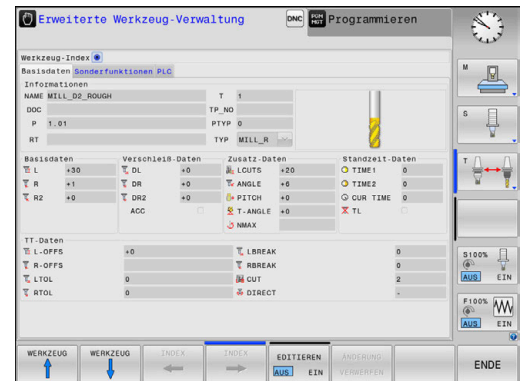 Erweiterte Werkzeug-Verwaltung DNC PGM MGT Programmieren
Werkzeug-Index
Basisdaten Sonderfunktionen PLC
Informationen
NAME MILL_D2_ROUGH T 1
DOC TP_NO
P 1.01 PTYP 0
RT TYP MILL_R
Basisdaten Verschleiß-Daten Zusatz-Daten Standzeit-Daten
L +30 DL +0 LCUTS +20 TIME1 0
R +1 DR +0 ANGLE +6 TIME2 0
R2 +0 DR2 +0 PITCH +0 CUR TIME 0
ACC T-ANGLE +0 TL
NMAX
TT-Daten
L-OFFS +0 LBREAK 0
R-OFFS RBREAK 0
LTOL 0 CUT 2
RTOL 0 DIRECT -
M
S
T
S100%
AUS EIN
F100%
AUS EIN
WERKZEUG WERKZEUG INDEX INDEX EDITIEREN ÄNDERUNG ENDE
AUS EIN VERWERFEN